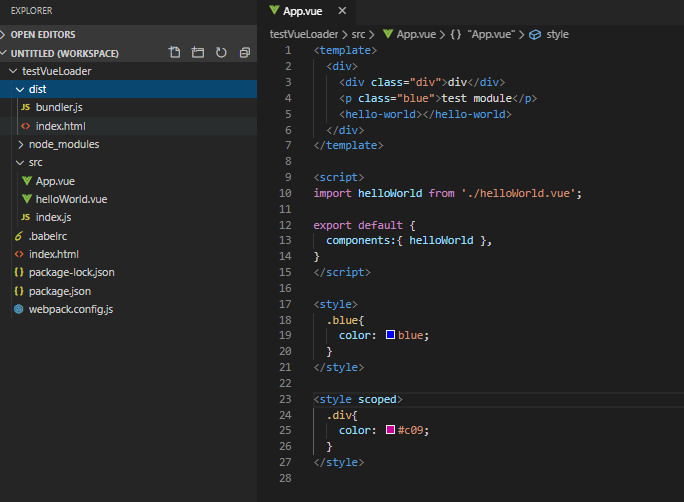 EXPLORER
OPEN EDITORS
UNTITLED (WORKSPACE)
testVueLoader
dist
JS bundler.js
<> index.html
node_modules
src
App.vue
helloWorld.vue
JS index.js
.babelrc
<> index.html
{} package-lock.json
{} package.json
webpack.config.js
App.vue ×
testVueLoader > src > App.vue > {} "App.vue" > style
1 <template>
2 <div>
3 <div class="div">div</div>
4 <p class="blue">test module</p>
5 <hello-world></hello-world>
6 </div>
7 </template>
8
9 <script>
10 import helloWorld from './helloWorld.vue';
11
12 export default {
13 components:{ helloWorld },
14 }
15 </script>
16
17 <style>
18 .blue{
19 color: blue;
20 }
21 </style>
22
23 <style scoped>
24 .div{
25 color: #c09;
26 }
27 </style>
28